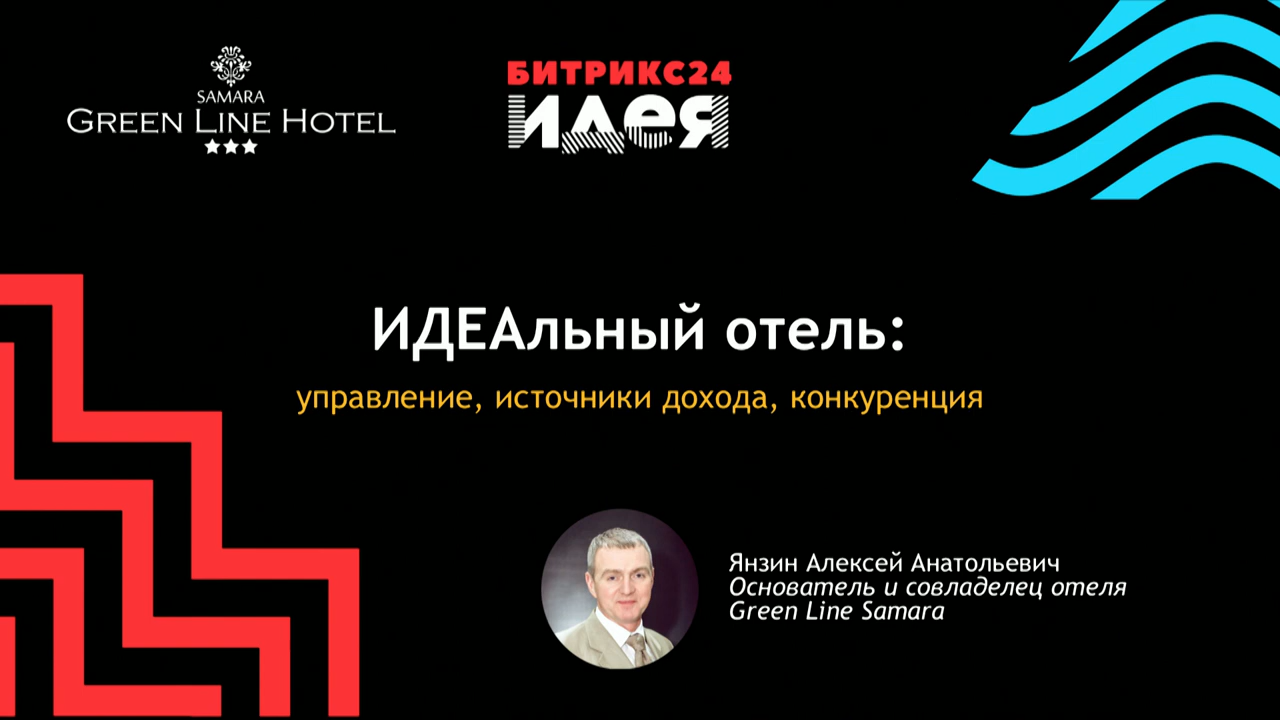 SAMARA
GREEN LINE HOTEL
БИТРИКС24
идея
ИДЕАльный отель:
управление, источники дохода, конкуренция
Янзин Алексей Анатольевич
Основатель и совладелец отеля
Green Line Samara